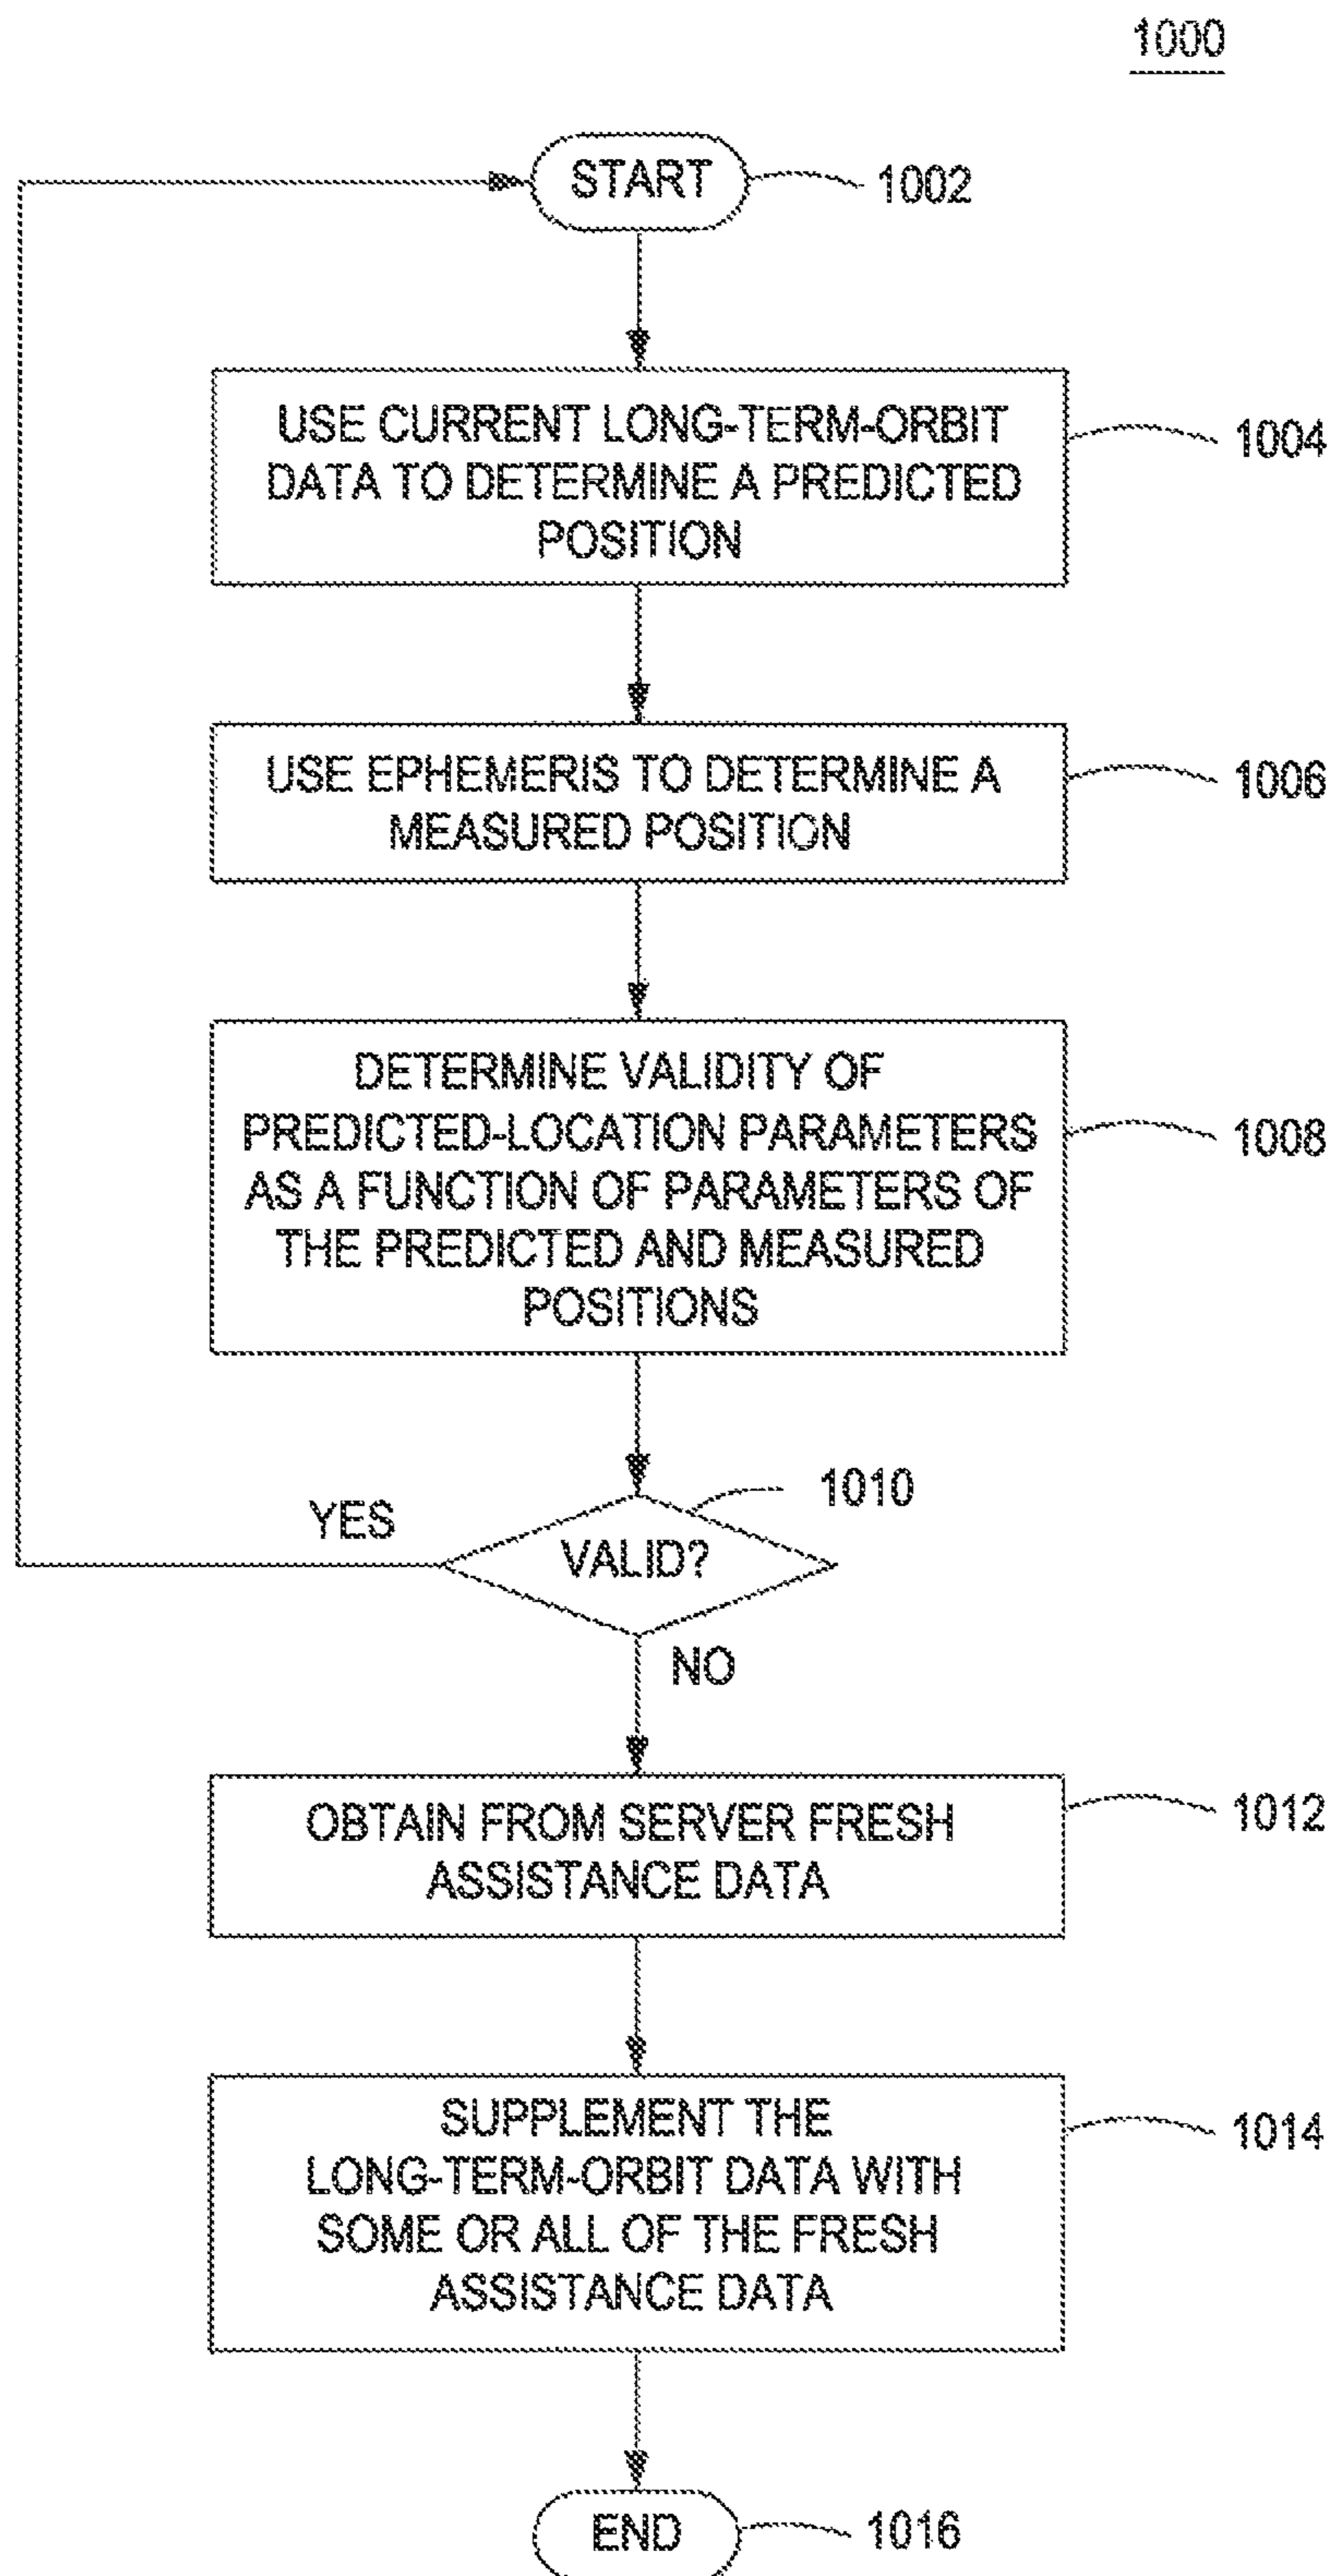 1000
START
1002
USE CURRENT LONG-TERM-ORBIT
DATA TO DETERMINE A PREDICTED
POSITION
1004
USE EPHEMERIS TO DETERMINE A
MEASURED POSITION
1006
DETERMINE VALIDITY OF
PREDICTED-LOCATION PARAMETERS
AS A FUNCTION OF PARAMETERS OF
THE PREDICTED AND MEASURED
POSITIONS
1008
1010
YES
VALID?
NO
OBTAIN FROM SERVER FRESH
ASSISTANCE DATA
1012
SUPPLEMENT THE
LONG-TERM-ORBIT DATA WITH
SOME OR ALL OF THE FRESH
ASSISTANCE DATA
1014
END
1016